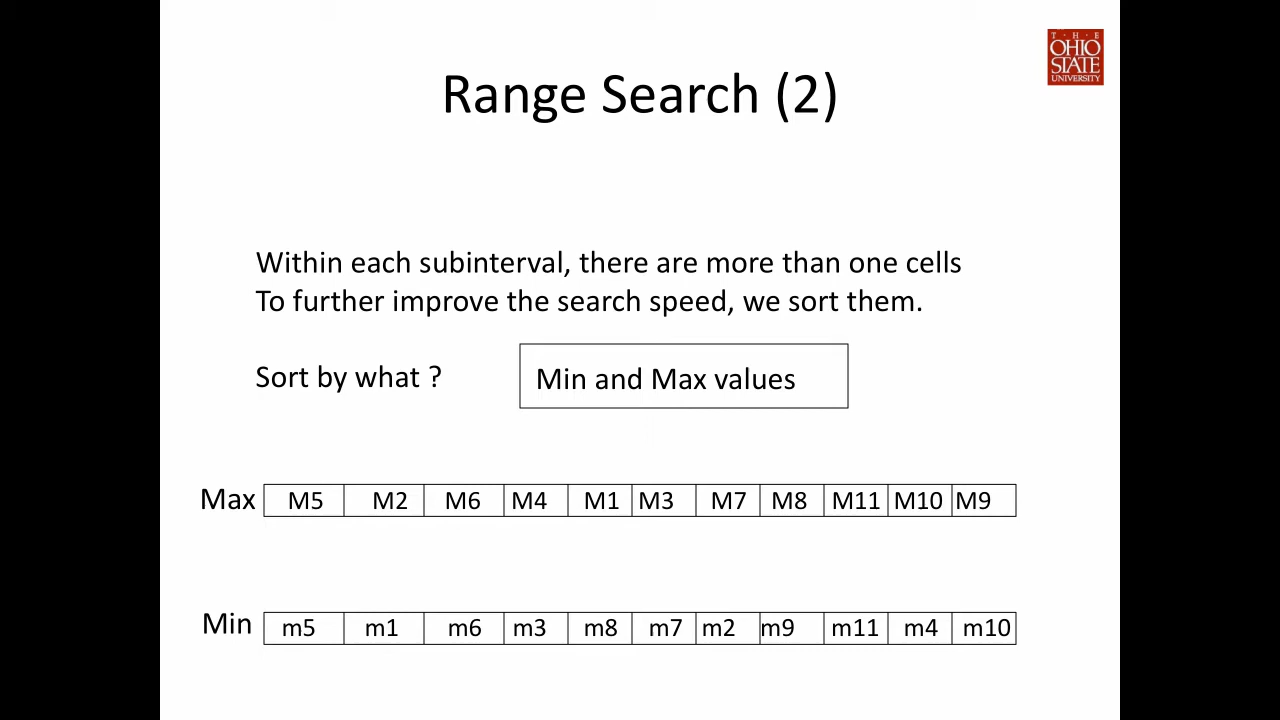 T · H · E
OHIO
STATE
UNIVERSITY
Range Search (2)
Within each subinterval, there are more than one cells
To further improve the search speed, we sort them.
Sort by what ? Min and Max values
Max M5 M2 M6 M4 M1 M3 M7 M8 M11 M10 M9
Min m5 m1 m6 m3 m8 m7 m2 m9 m11 m4 m10